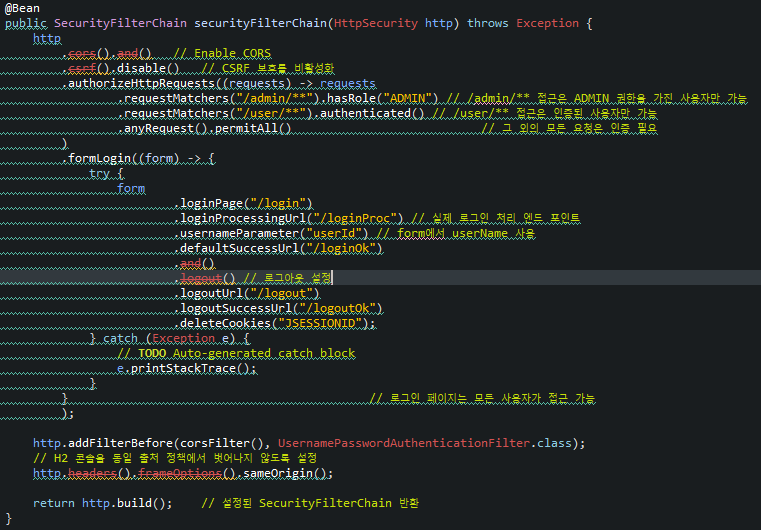 @Bean
public SecurityFilterChain securityFilterChain(HttpSecurity http) throws Exception {
    http
            .cors().and()   // Enable CORS
            .csrf().disable()   // CSRF 보호를 비활성화
            .authorizeHttpRequests((requests) -> requests
                    .requestMatchers("/admin/**").hasRole("ADMIN") // /admin/** 접근은 ADMIN 권한을 가진 사용자만 가능
                    .requestMatchers("/user/**").authenticated() // /user/** 접근은 인증된 사용자만 가능
                    .anyRequest().permitAll()                           // 그 외의 모든 요청은 인증 필요
            )
            .formLogin((form) -> {
                try {
                    form
                            .loginPage("/login")
                            .loginProcessingUrl("/loginProc") // 실제 로그인 처리 엔드 포인트
                            .usernameParameter("userId") // form에서 userName 사용
                            .defaultSuccessUrl("/loginOk")
                            .and()
                            .logout() // 로그아웃 설정
                            .logoutUrl("/logout")
                            .logoutSuccessUrl("/logoutOk")
                            .deleteCookies("JSESSIONID");
                } catch (Exception e) {
                    // TODO Auto-generated catch block
                    e.printStackTrace();
                }
            }                                               // 로그인 페이지는 모든 사용자가 접근 가능
            );
    http.addFilterBefore(corsFilter(), UsernamePasswordAuthenticationFilter.class);
    // H2 콘솔을 동일 출처 정책에서 벗어나지 않도록 설정
    http.headers().frameOptions().sameOrigin();
    return http.build();    // 설정된 SecurityFilterChain 반환
}